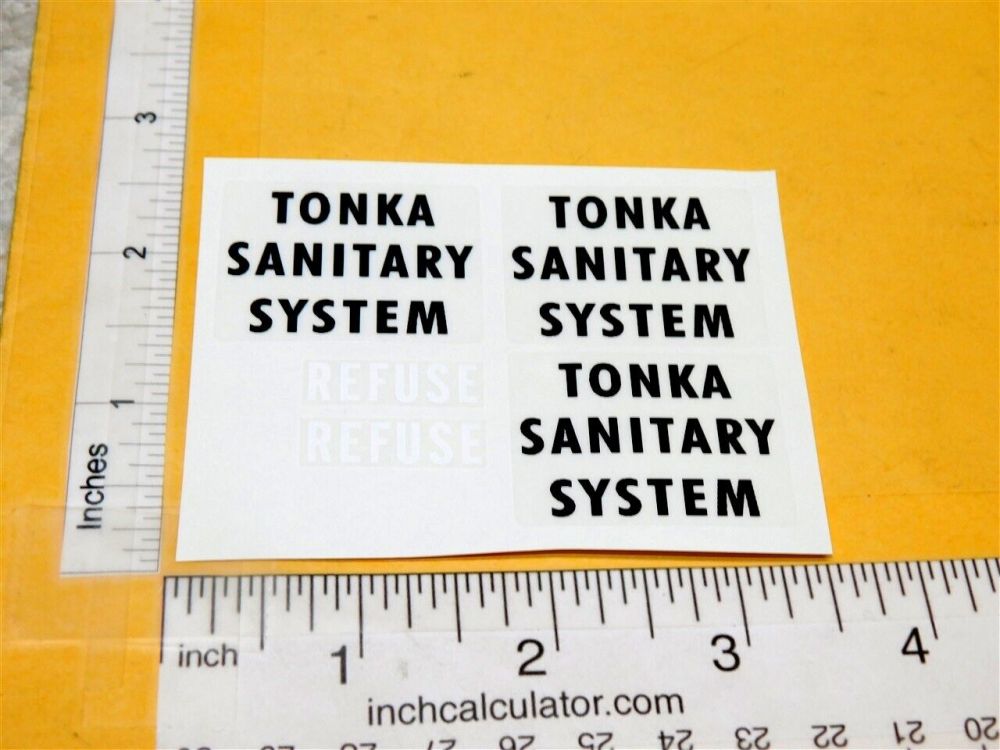 TONKA
SANITARY
SYSTEM
TONKA
SANITARY
SYSTEM
REFUSE
REFUSE
TONKA
SANITARY
SYSTEM
3
2
1
Inches
inch
1
2
3
4
inchcalculator.com
27
26
25
24
23
22
21
20